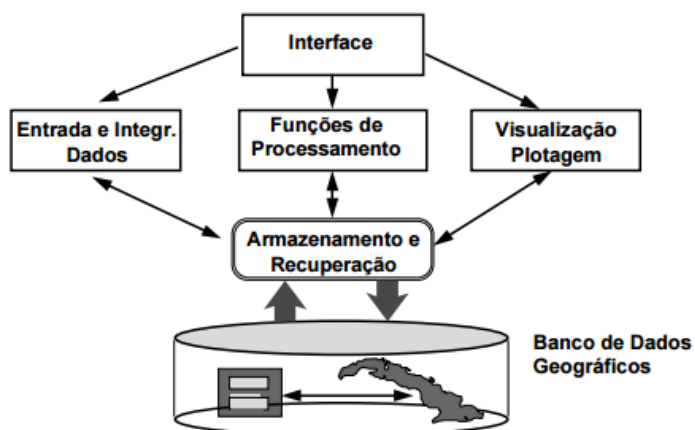 Interface
Entrada e Integr.
Dados
Funções de
Processamento
Visualização
Plotagem
Armazenamento e
Recuperação
Banco de Dados
Geográficos